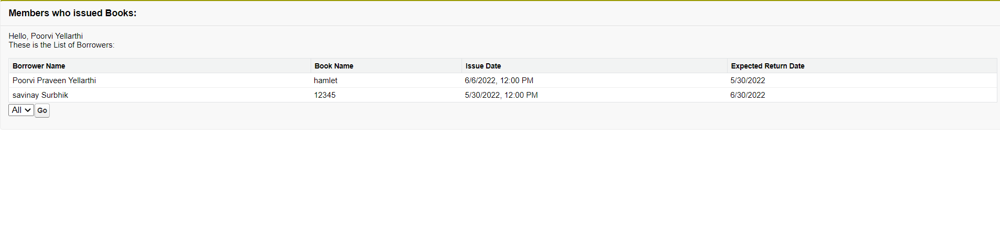 Members who issued Books:
Hello, Poorvi Yellarthi
These is the List of Borrowers:
Borrower Name Book Name Issue Date Expected Return Date
Poorvi Praveen Yellarthi hamlet 6/6/2022, 12:00 PM 5/30/2022
savinay Surbhik 12345 5/30/2022, 12:00 PM 6/30/2022
All Go